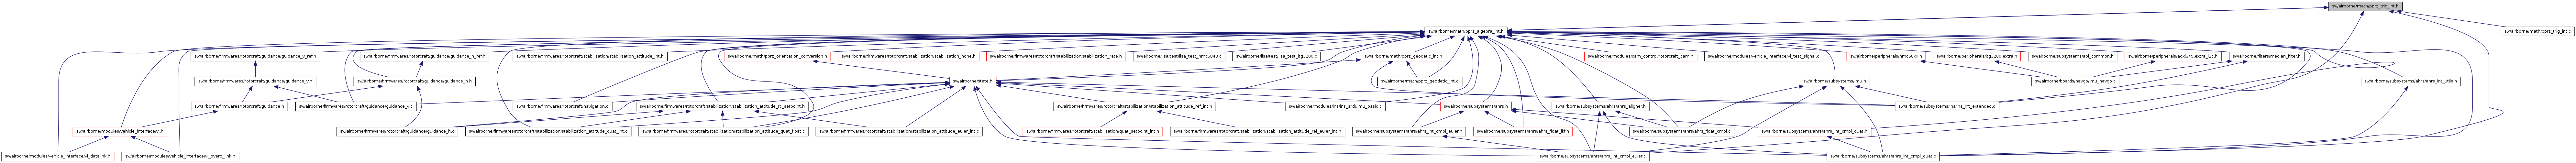 sw/airborne/math/pprz_trig_int.h
sw/airborne/math/pprz_algebra_int.h
sw/airborne/math/pprz_trig_int.c
sw/airborne/firmwares/rotorcraft/guidance/guidance_v_ref.h
sw/airborne/firmwares/rotorcraft/guidance/guidance_h_ref.h
sw/airborne/firmwares/rotorcraft/stabilization/stabilization_attitude_int.h
sw/airborne/math/pprz_orientation_conversion.h
sw/airborne/firmwares/rotorcraft/stabilization/stabilization_none.h
sw/airborne/firmwares/rotorcraft/stabilization/stabilization_rate.h
sw/airborne/lisa/test/lisa_test_hmc5843.c
sw/airborne/lisa/test/lisa_test_itg3200.c
sw/airborne/math/pprz_geodetic_int.h
sw/airborne/modules/cam_control/rotorcraft_cam.h
sw/airborne/modules/vehicle_interface/vi_test_signal.c
sw/airborne/peripherals/hmc58xx.h
sw/airborne/peripherals/itg3200.extra.h
sw/airborne/subsystems/abi_common.h
sw/airborne/peripherals/adxl345.extra_i2c.h
sw/airborne/filters/median_filter.h
sw/airborne/firmwares/rotorcraft/guidance/guidance_v.h
sw/airborne/firmwares/rotorcraft/guidance/guidance_h.h
sw/airborne/state.h
sw/airborne/math/pprz_geodetic_int.c
sw/airborne/subsystems/imu.h
sw/airborne/boards/navgo/imu_navgo.c
sw/airborne/subsystems/ahrs/ahrs_int_utils.h
sw/airborne/firmwares/rotorcraft/guidance.h
sw/airborne/firmwares/rotorcraft/guidance/guidance_v.c
sw/airborne/firmwares/rotorcraft/navigation.c
sw/airborne/firmwares/rotorcraft/stabilization/stabilization_attitude_rc_setpoint.h
sw/airborne/firmwares/rotorcraft/stabilization/stabilization_attitude_ref_int.h
sw/airborne/modules/ins/ins_arduimu_basic.c
sw/airborne/subsystems/ahrs.h
sw/airborne/subsystems/ahrs/ahrs_aligner.h
sw/airborne/subsystems/ins/ins_int_extended.c
sw/airborne/modules/vehicle_interface/vi.h
sw/airborne/firmwares/rotorcraft/guidance/guidance_h.c
sw/airborne/firmwares/rotorcraft/stabilization/stabilization_attitude_quat_int.c
sw/airborne/firmwares/rotorcraft/stabilization/stabilization_attitude_quat_float.c
sw/airborne/firmwares/rotorcraft/stabilization/stabilization_attitude_euler_int.c
sw/airborne/firmwares/rotorcraft/stabilization/quat_setpoint_int.h
sw/airborne/firmwares/rotorcraft/stabilization/stabilization_attitude_ref_euler_int.h
sw/airborne/subsystems/ahrs/ahrs_int_cmpl_euler.h
sw/airborne/subsystems/ahrs/ahrs_float_lkf.h
sw/airborne/subsystems/ahrs/ahrs_float_cmpl.c
sw/airborne/subsystems/ahrs/ahrs_int_cmpl_quat.h
sw/airborne/modules/vehicle_interface/vi_datalink.h
sw/airborne/modules/vehicle_interface/vi_overo_link.h
sw/airborne/subsystems/ahrs/ahrs_int_cmpl_euler.c
sw/airborne/subsystems/ahrs/ahrs_int_cmpl_quat.c